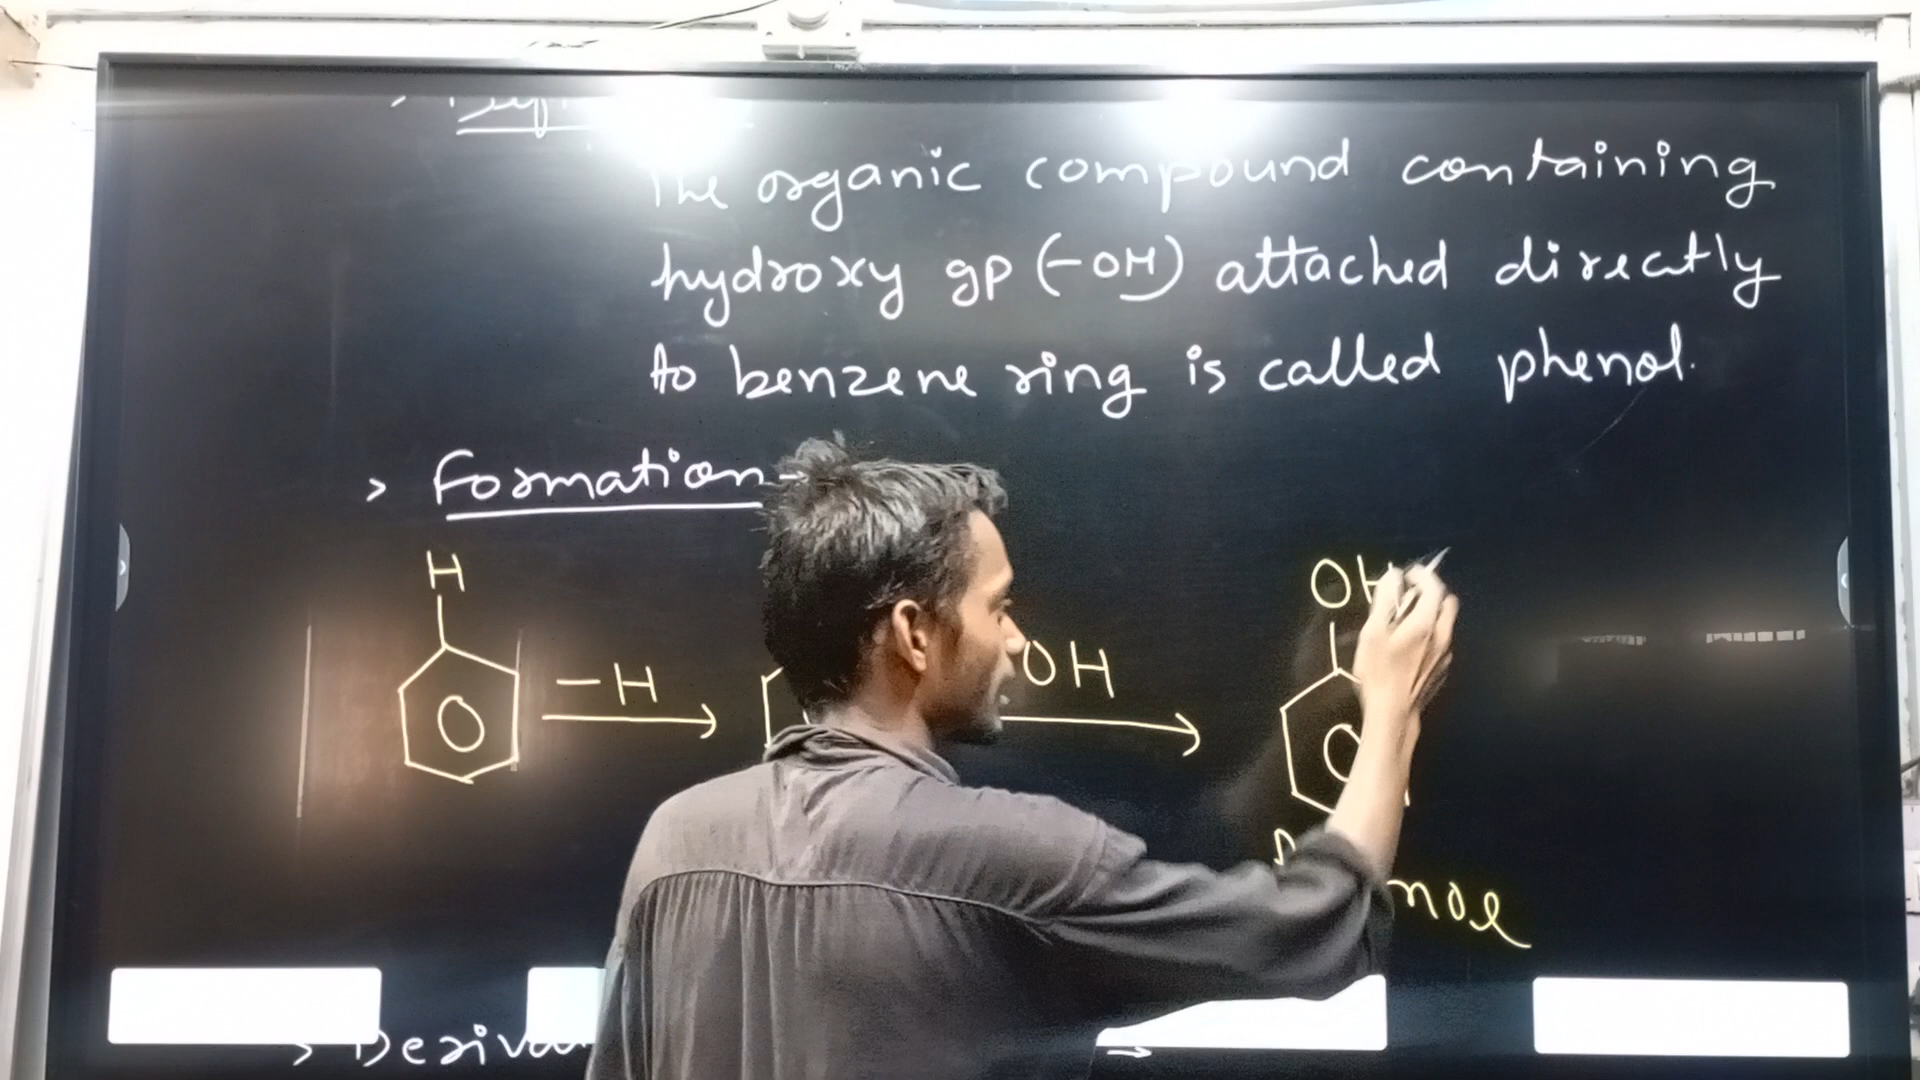 The organic compound containing
hydroxy gp (-OH) attached directly
to benzene ring is called phenol.
> Formation-
H
-H
OH
OH